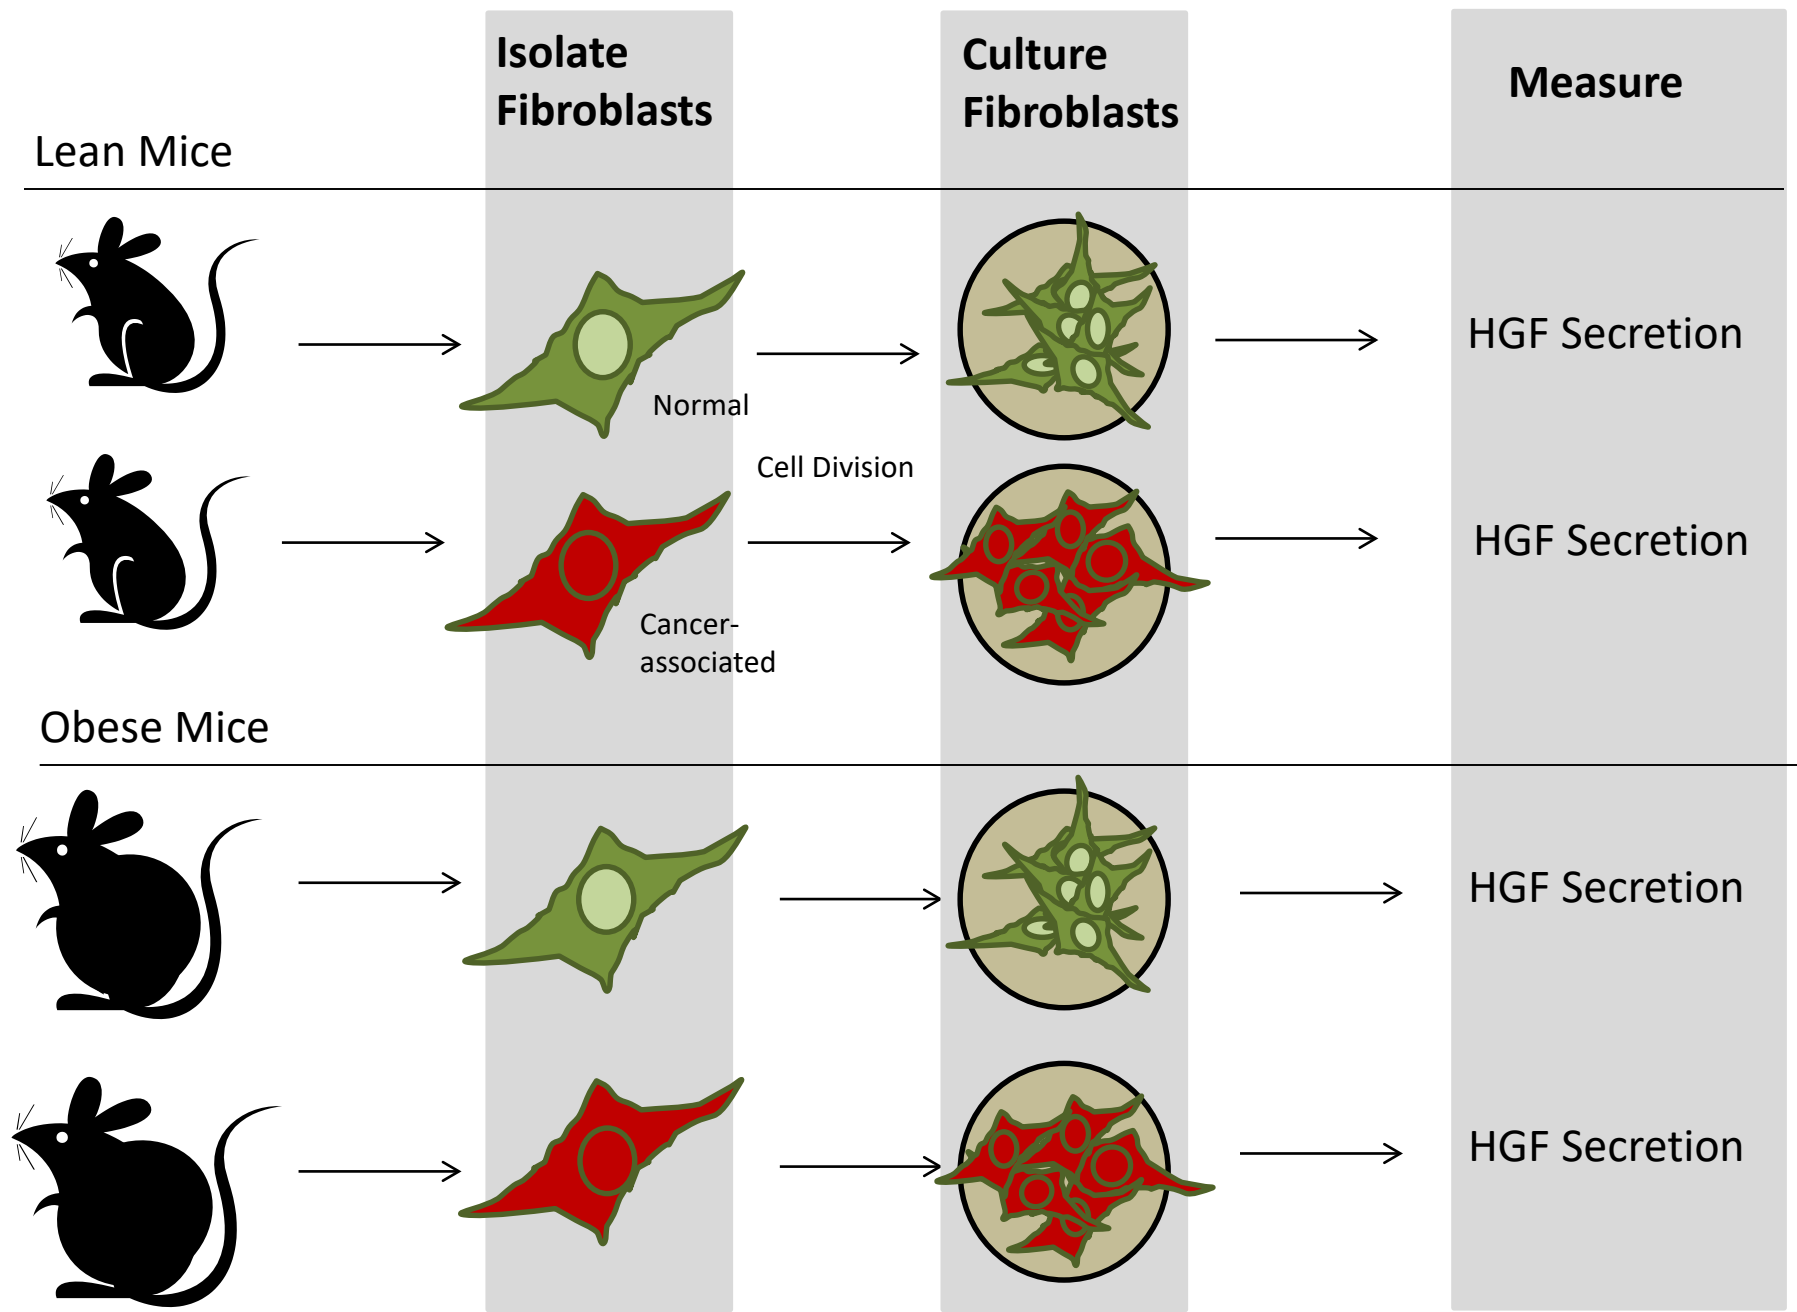 Isolate
Fibroblasts
Culture
Fibroblasts
Measure
Lean Mice
HGF Secretion
Normal
Cell Division
HGF Secretion
Cancer-
associated
Obese Mice
HGF Secretion
HGF Secretion